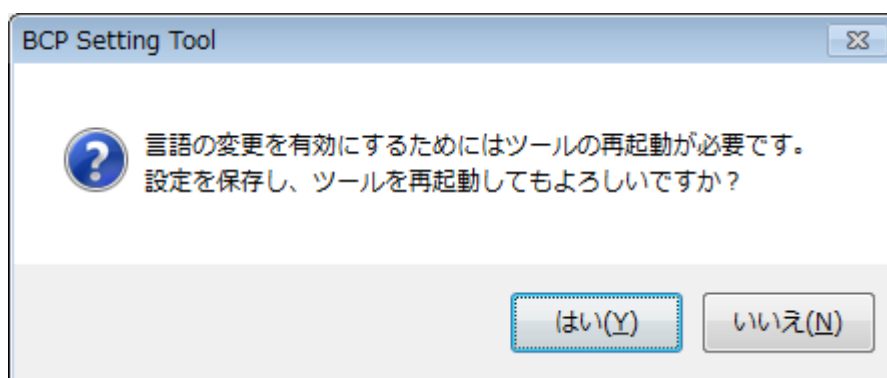 BCP Setting Tool
言語の変更を有効にするためにはツールの再起動が必要です。
設定を保存し、ツールを再起動してもよろしいですか？
はい(Y) いいえ(N)